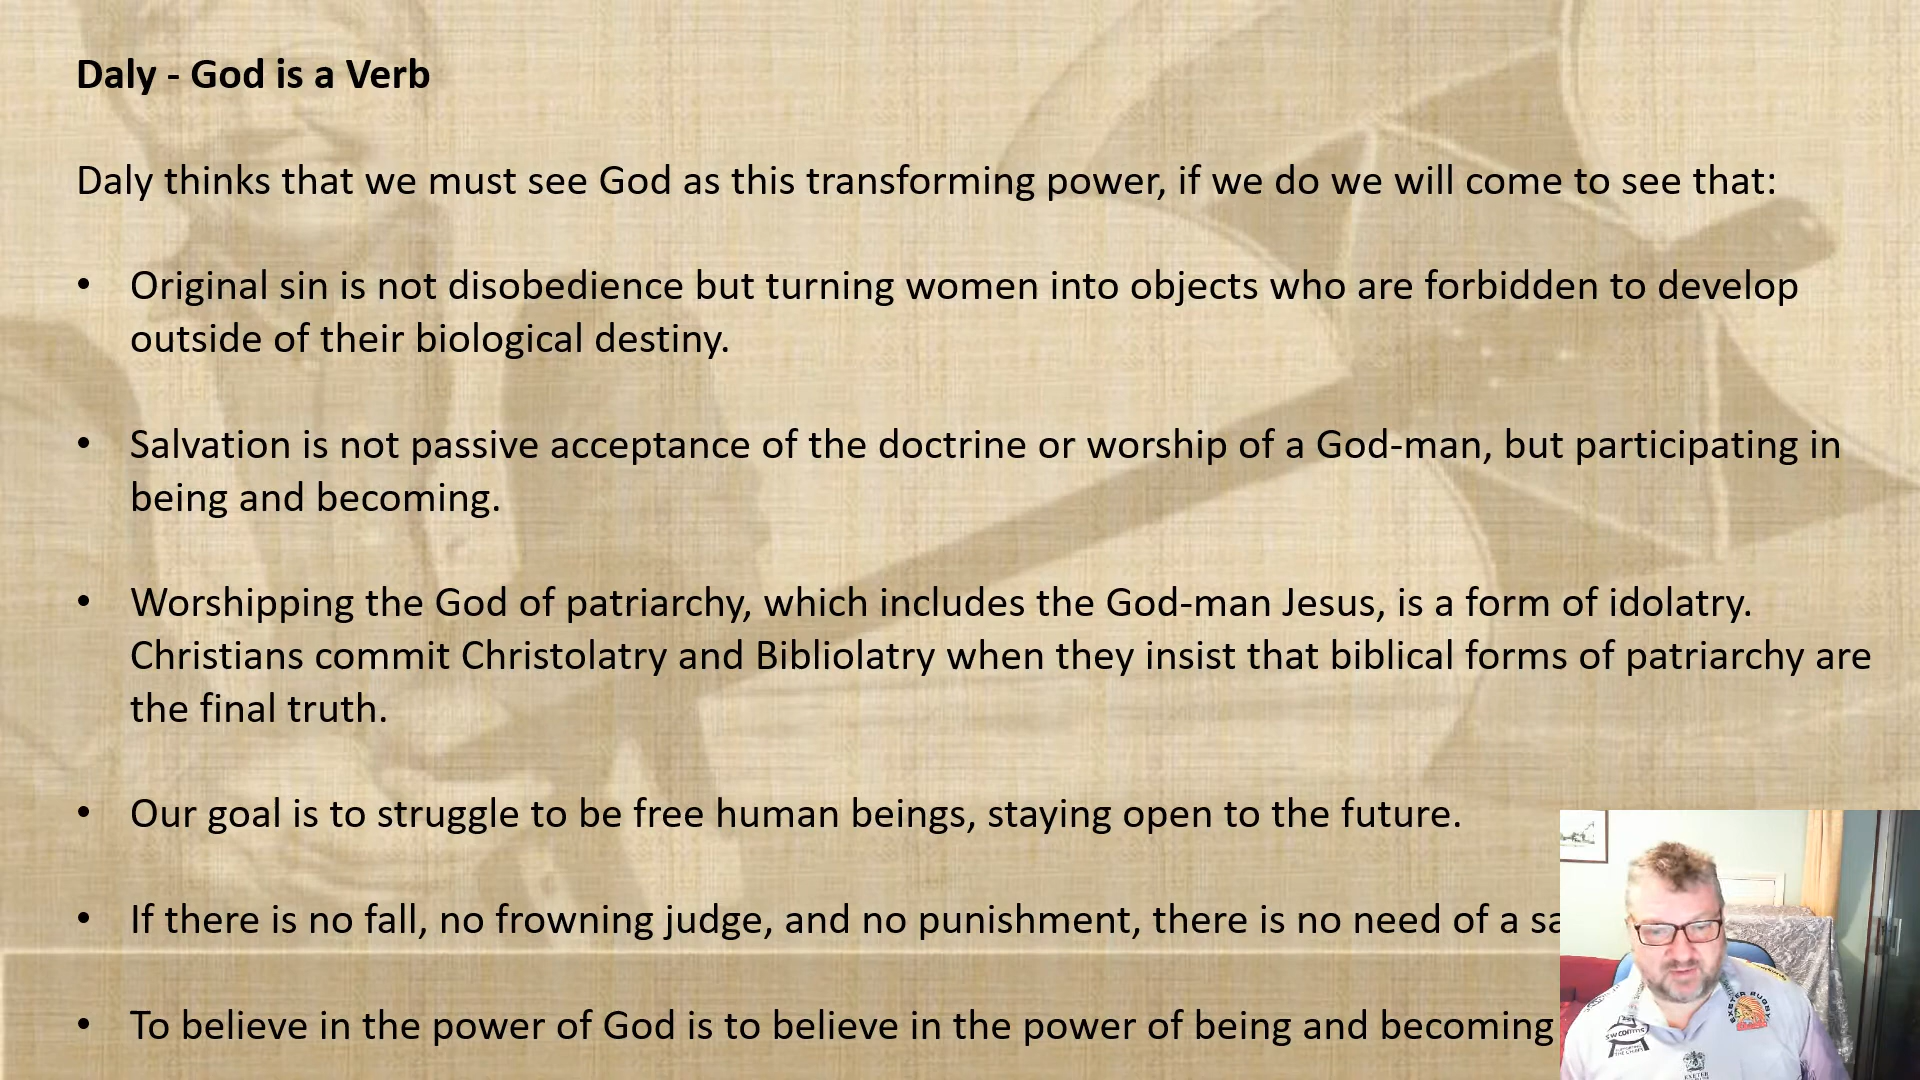 Daly - God is a Verb
Daly thinks that we must see God as this transforming power, if we do we will come to see that:
• Original sin is not disobedience but turning women into objects who are forbidden to develop
outside of their biological destiny.
• Salvation is not passive acceptance of the doctrine or worship of a God-man, but participating in
being and becoming.
• Worshipping the God of patriarchy, which includes the God-man Jesus, is a form of idolatry.
Christians commit Christolatry and Bibliolatry when they insist that biblical forms of patriarchy are
the final truth.
• Our goal is to struggle to be free human beings, staying open to the future.
• If there is no fall, no frowning judge, and no punishment, there is no need of a sa
• To believe in the power of God is to believe in the power of being and becoming
EXETER RUGBY
SW COMMS
EXETER